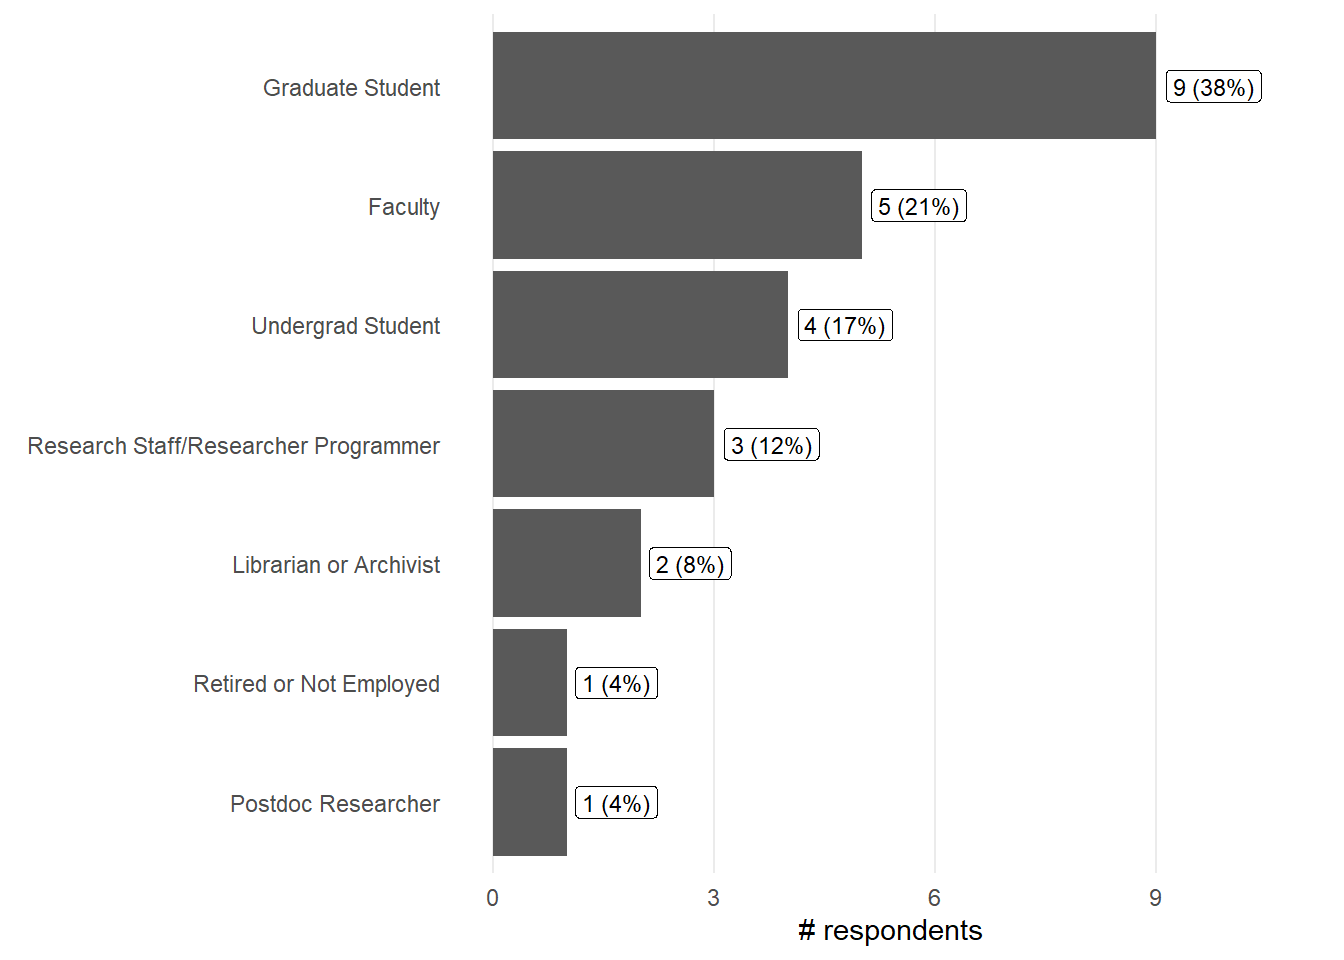 Graduate Student 9 (38%)
Faculty 5 (21%)
Undergrad Student 4 (17%)
Research Staff/Researcher Programmer 3 (12%)
Librarian or Archivist 2 (8%)
Retired or Not Employed 1 (4%)
Postdoc Researcher 1 (4%)
0 3 6 9
# respondents